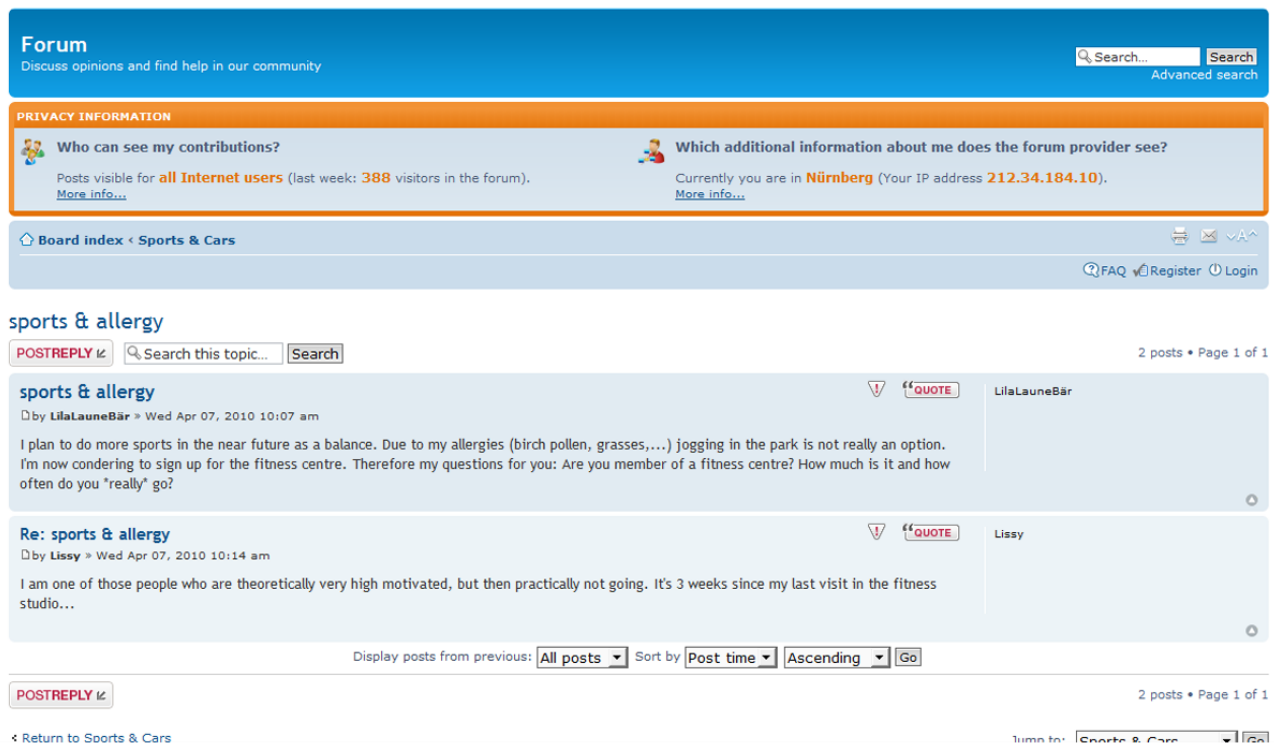 Forum
Discuss opinions and find help in our community
Search... Search
Advanced search
PRIVACY INFORMATION
Who can see my contributions?
Posts visible for all Internet users (last week: 388 visitors in the forum).
More info...
Which additional information about me does the forum provider see?
Currently you are in Nürnberg (Your IP address 212.34.184.10).
More info...
Board index ‹ Sports & Cars
vA^
FAQ Register Login
sports & allergy
POSTREPLY Search this topic... Search
2 posts • Page 1 of 1
sports & allergy
QUOTE
LilaLauneBär
by LilaLauneBär » Wed Apr 07, 2010 10:07 am
I plan to do more sports in the near future as a balance. Due to my allergies (birch pollen, grasses,...) jogging in the park is not really an option.
I'm now condering to sign up for the fitness centre. Therefore my questions for you: Are you member of a fitness centre? How much is it and how
often do you "really" go?
Re: sports & allergy
QUOTE
Lissy
by Lissy » Wed Apr 07, 2010 10:14 am
I am one of those people who are theoretically very high motivated, but then practically not going. It's 3 weeks since my last visit in the fitness
studio...
Display posts from previous: All posts Sort by Post time Ascending Go
POSTREPLY
2 posts • Page 1 of 1
‹ Return to Sports & Cars
Jump to: Sports & Cars Go